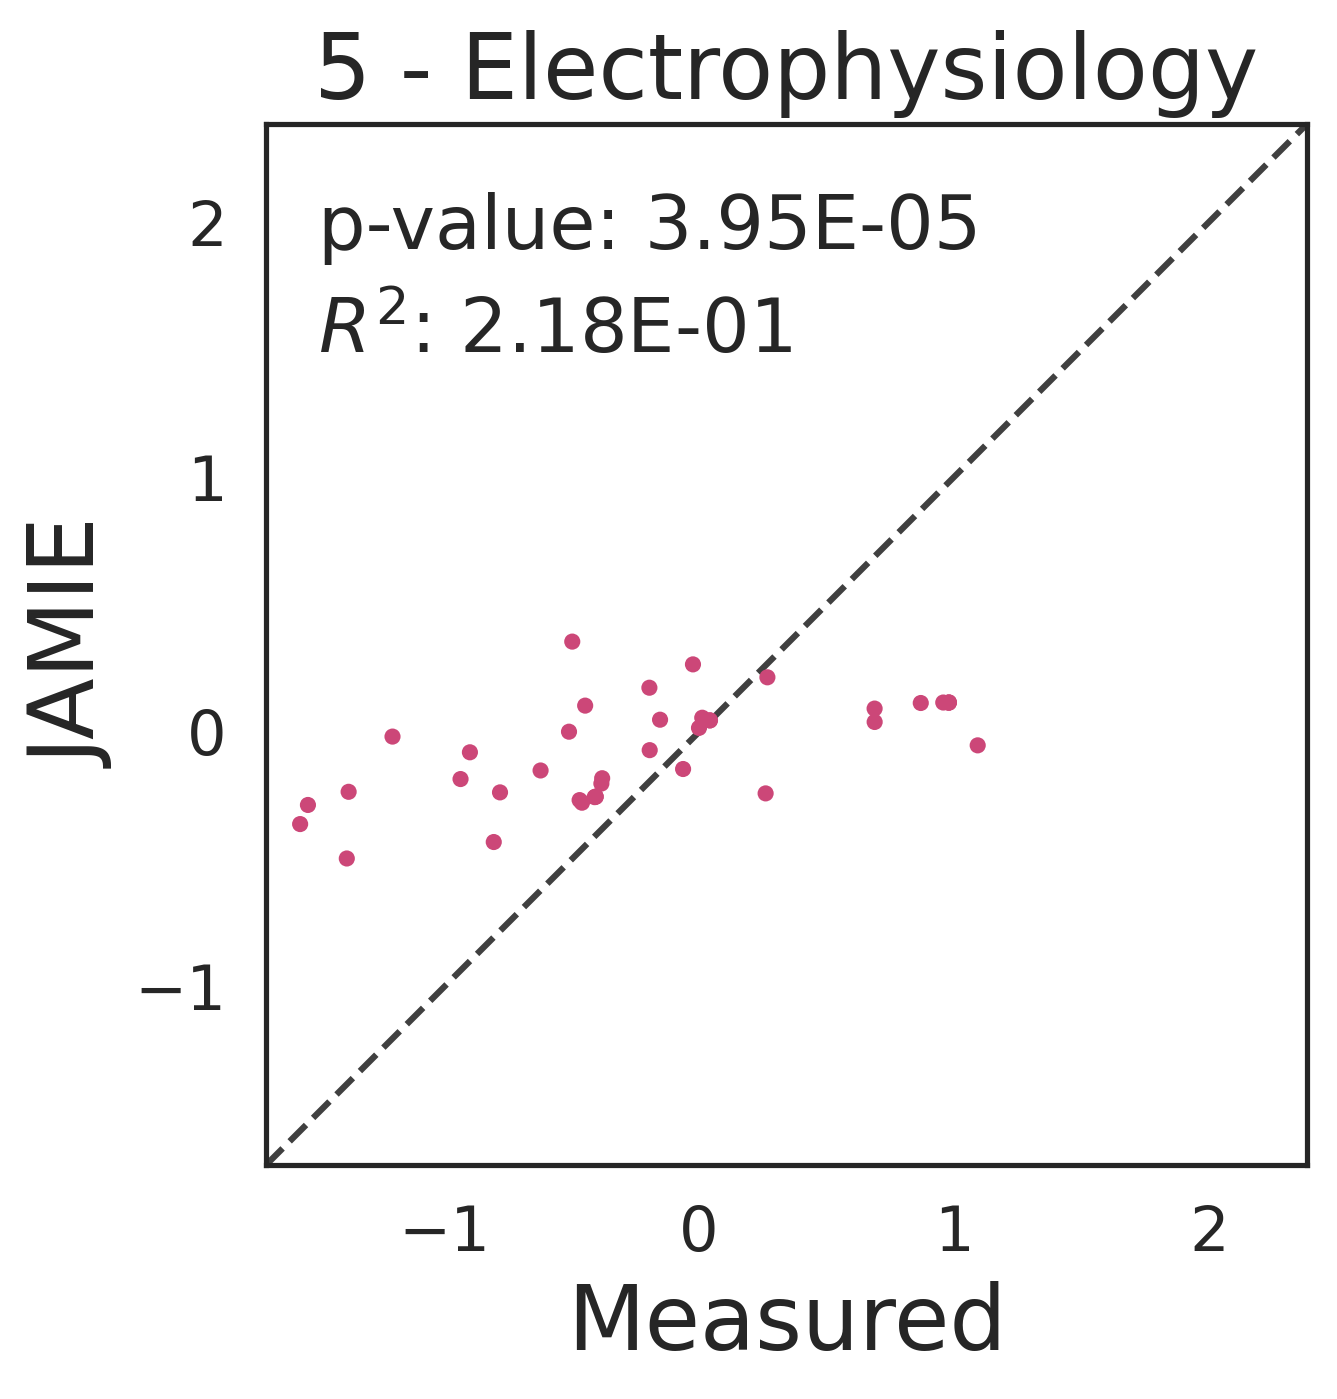 5 - Electrophysiology
p-value: 3.95E-05
R²: 2.18E-01
2
1
0
−1
JAMIE
−1 0 1 2
Measured